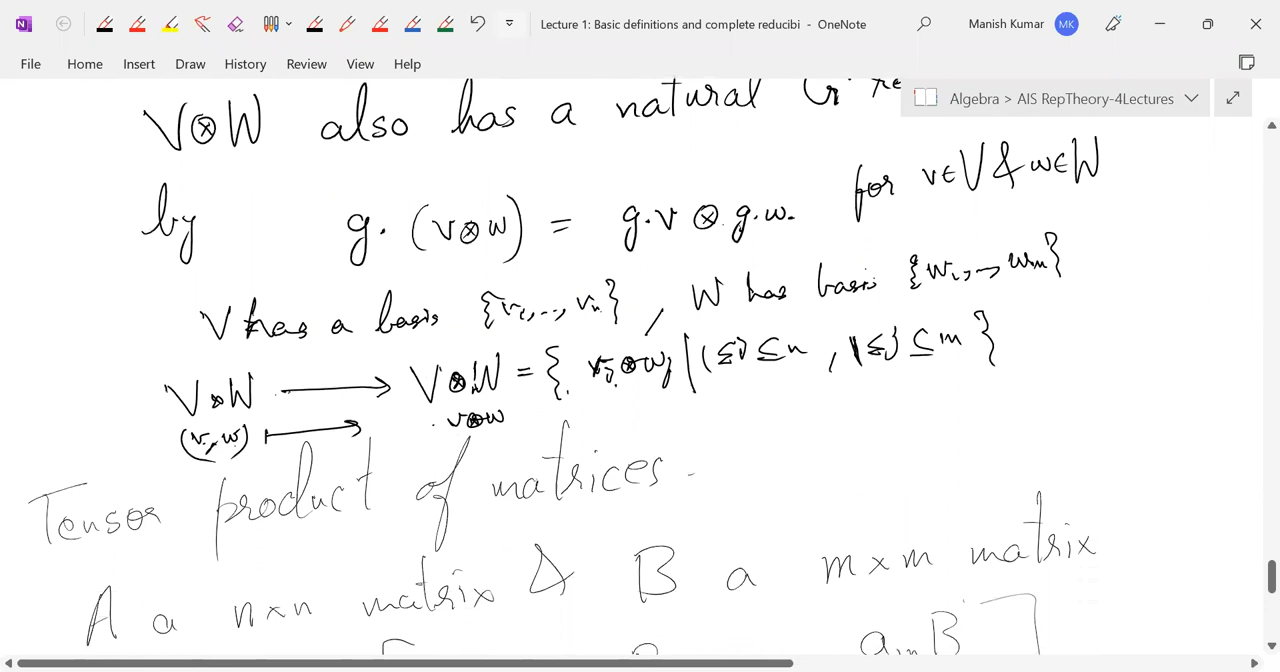 Lecture 1: Basic definitions and complete reducibi - OneNote
Manish Kumar
MK
File Home Insert Draw History Review View Help
Algebra > AIS RepTheory-4Lectures
V⊗W also has a natural G
by g. (v⊗w) = g.v ⊗ g.w. for v∈V & w∈W
V has a basis {v₁,..,vₙ}, W has basis {w₁,..,wₘ}
V×W → V⊗W = { vᵢ⊗wⱼ | 1≤i≤n , 1≤j≤m }
(v,w) ↦ v⊗w
Tensor product of matrices.
A a n×n matrix & B a m×m matrix
a₁ₙB